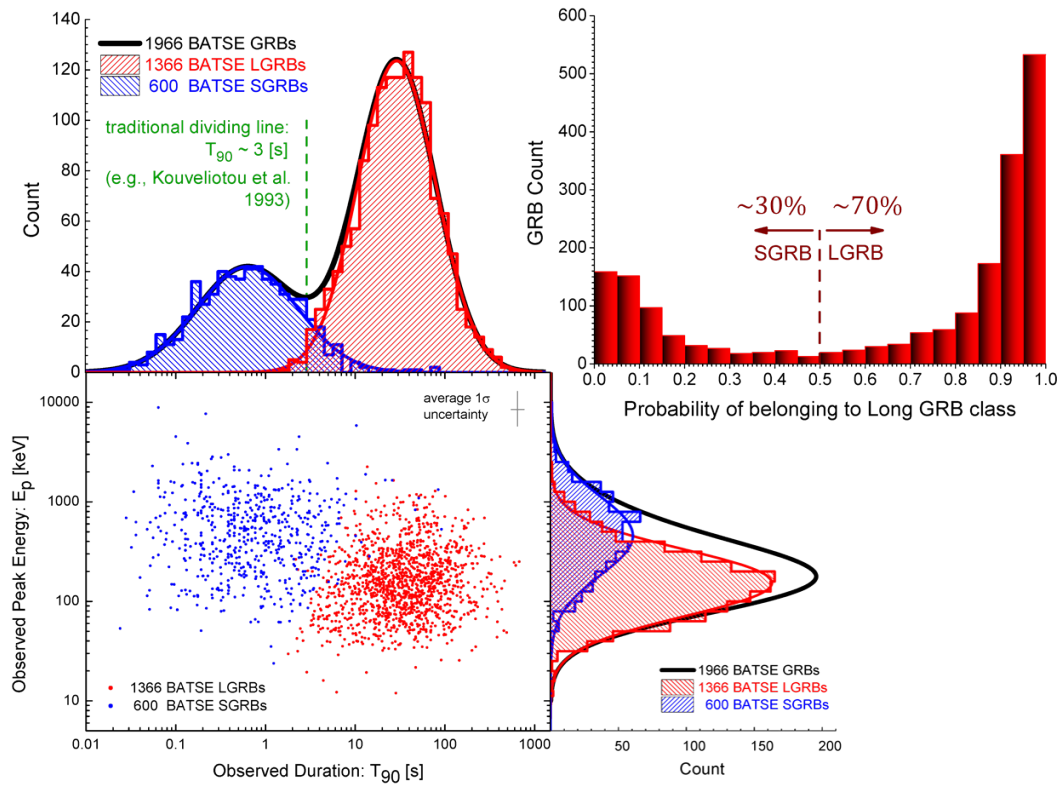 140
120
100
80
60
40
20
0
Count
1966 BATSE GRBs
1366 BATSE LGRBs
600 BATSE SGRBs
traditional dividing line:
T90 ~ 3 [s]
(e.g., Kouveliotou et al.
1993)
600
500
400
300
200
100
0
GRB Count
~30% ~70%
SGRB LGRB
0.0 0.1 0.2 0.3 0.4 0.5 0.6 0.7 0.8 0.9 1.0
Probability of belonging to Long GRB class
10000
1000
100
10
Observed Peak Energy: Ep [keV]
average 1σ
uncertainty
1366 BATSE LGRBs
600 BATSE SGRBs
0.01 0.1 1 10 100 1000
Observed Duration: T90 [s]
1966 BATSE GRBs
1366 BATSE LGRBs
600 BATSE SGRBs
50 100 150 200
Count